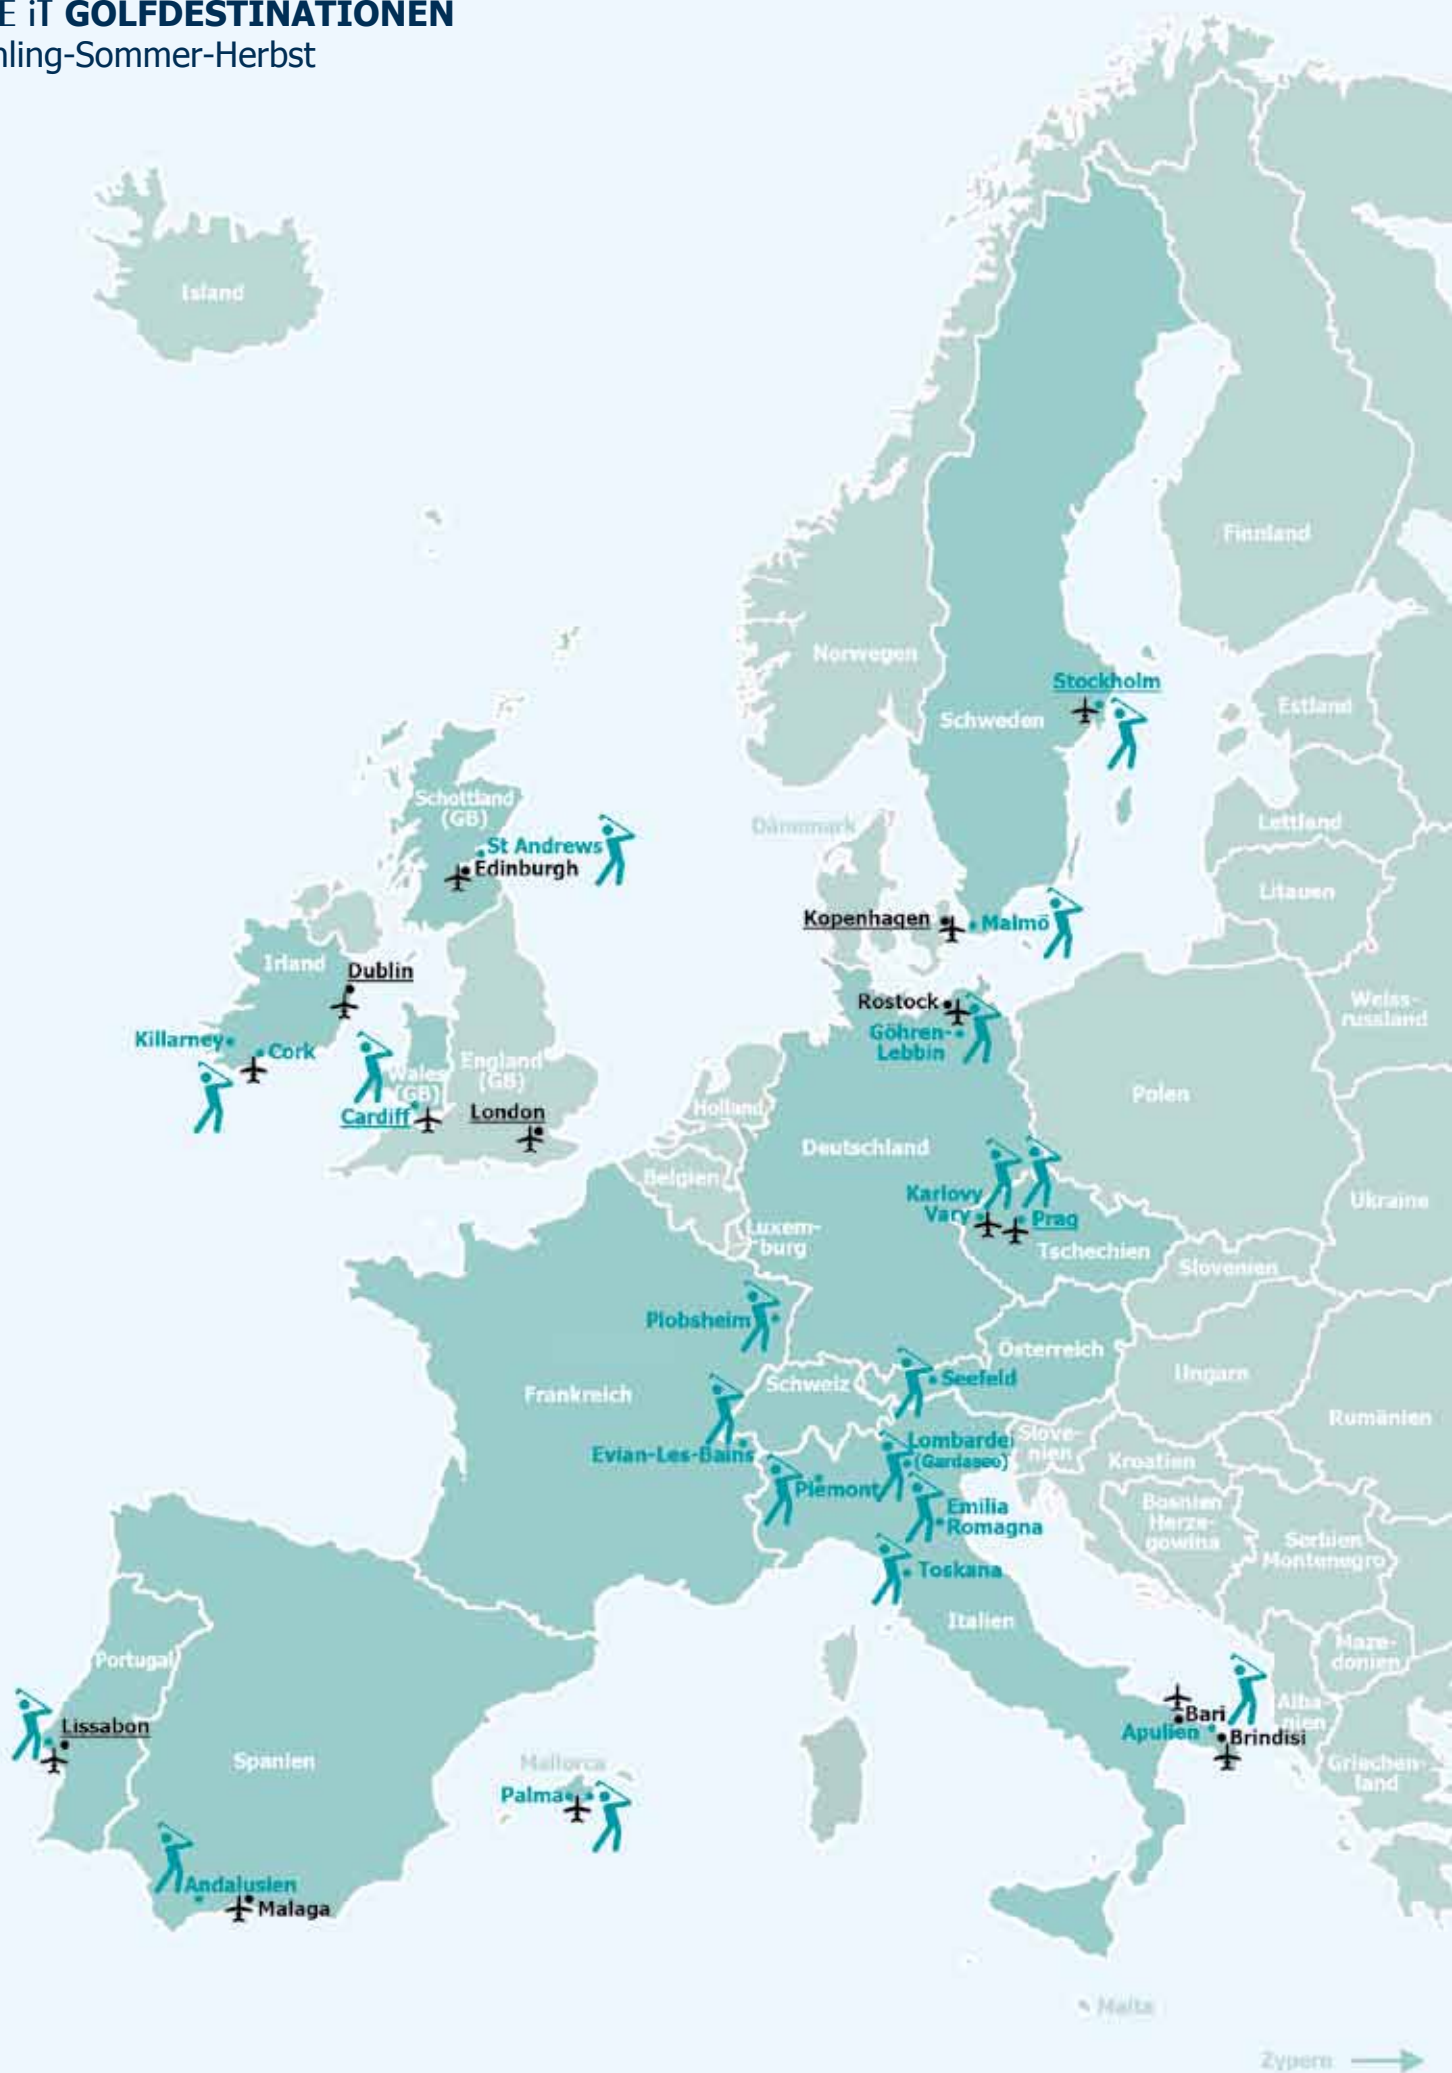 E iT GOLFDESTINATIONEN
ling-Sommer-Herbst
Island
Finnland
Norwegen
Stockholm
Schweden
Estland
Schottland
(GB)
Dänemark
Lettland
St Andrews
Edinburgh
Litauen
Kopenhagen
Malmö
Irland
Dublin
Rostock
Weiss-
russland
Göhren-
Lebbin
Killarney
Cork
Wales
(GB)
England
(GB)
Cardiff
London
Holland
Polen
Deutschland
Belgien
Karlovy
Vary
Prag
Ukraine
Luxem-
burg
Tschechien
Slovenien
Plobsheim
Österreich
Schweiz
Seefeld
Ungarn
Frankreich
Rumänien
Evian-Les-Bains
Lombardei
(Gardasee)
Slove-
nien
Kroatien
Piemont
Emilia
Romagna
Bosnien
Herze-
gowina
Serbien
Montenegro
Toskana
Italien
Portugal
Maze-
donien
Lissabon
Bari
Alba-
nien
Apulien
Brindisi
Spanien
Mallorca
Griechen-
land
Palma
Andalusien
Malaga
Malta
Zypern